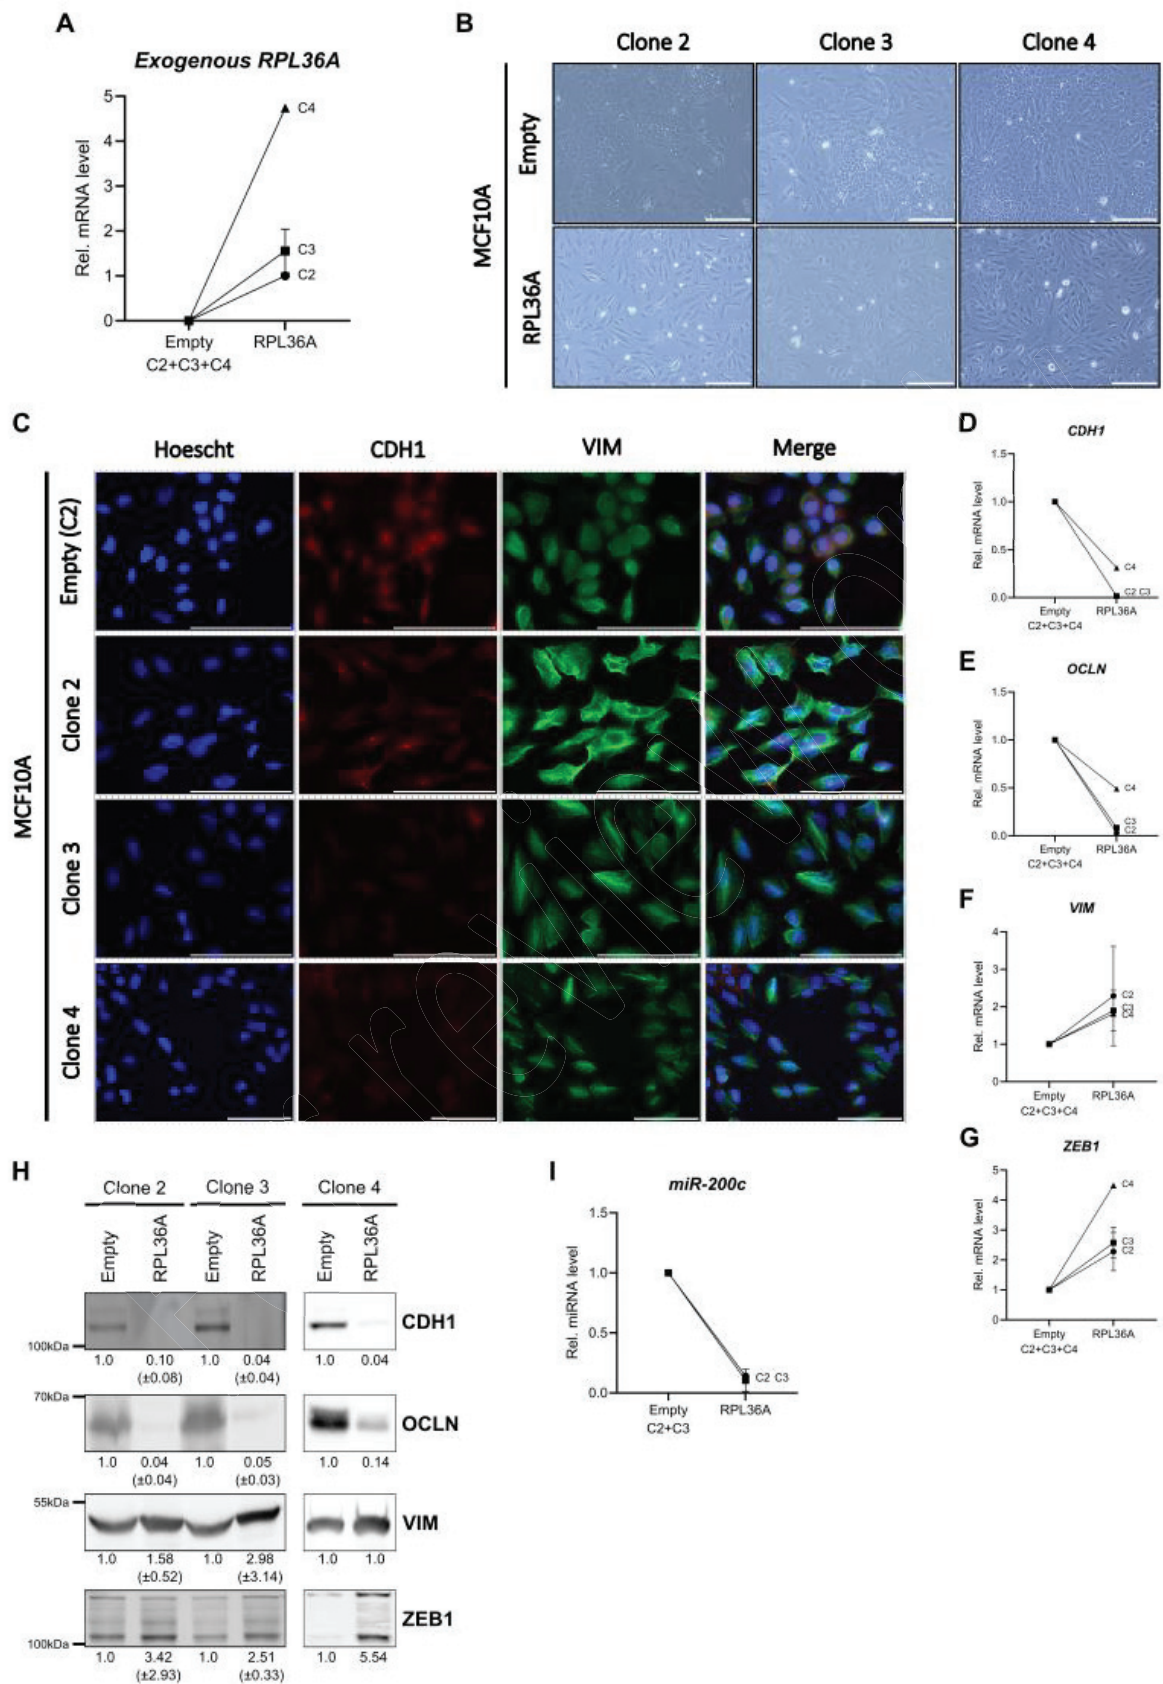 A
Exogenous RPL36A
5
4
3
2
1
0
Rel. mRNA level
C4
C3
C2
Empty
C2+C3+C4
RPL36A
B
Clone 2
Clone 3
Clone 4
MCF10A
Empty
RPL36A
C
Hoescht
CDH1
VIM
Merge
MCF10A
Empty (C2)
Clone 2
Clone 3
Clone 4
D
CDH1
1.5
1.0
0.5
0.0
Rel. mRNA level
C4
C2 C3
Empty
C2+C3+C4
RPL36A
E
OCLN
1.5
1.0
0.5
0.0
Rel. mRNA level
C4
C3
C2
Empty
C2+C3+C4
RPL36A
F
VIM
4
3
2
1
0
Rel. mRNA level
C2
C3
C4
Empty
C2+C3+C4
RPL36A
G
ZEB1
5
4
3
2
1
0
Rel. mRNA level
C4
C3
C2
Empty
C2+C3+C4
RPL36A
H
Clone 2 Clone 3 Clone 4
Empty RPL36A Empty RPL36A Empty RPL36A
CDH1
100kDa
1.0 0.10 1.0 0.04 1.0 0.04
(±0.08) (±0.04)
70kDa
OCLN
1.0 0.04 1.0 0.05 1.0 0.14
(±0.04) (±0.03)
55kDa
VIM
1.0 1.58 1.0 2.98 1.0 1.0
(±0.52) (±3.14)
ZEB1
100kDa
1.0 3.42 1.0 2.51 1.0 5.54
(±2.93) (±0.33)
I
miR-200c
1.5
1.0
0.5
0.0
Rel. miRNA level
C2 C3
Empty
C2+C3
RPL36A